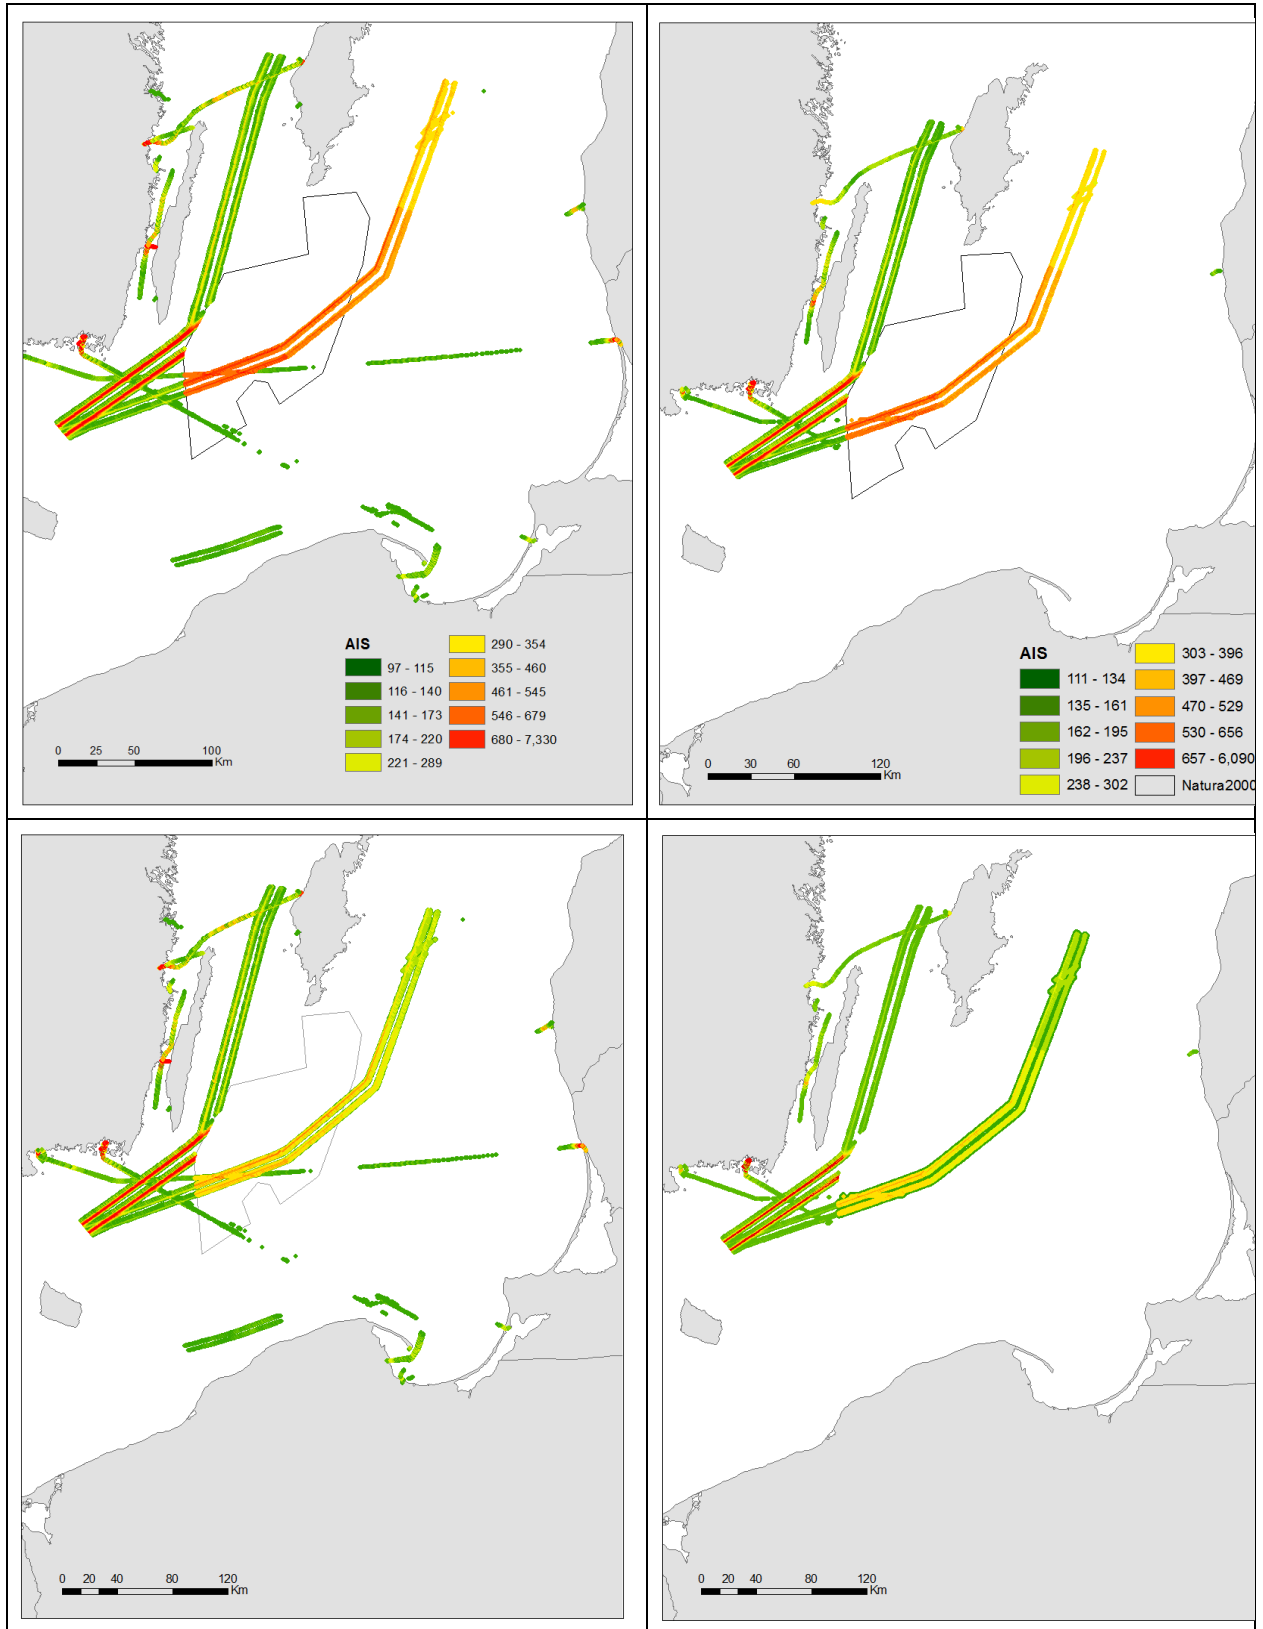 AIS
97 - 115
116 - 140
141 - 173
174 - 220
221 - 289
290 - 354
355 - 460
461 - 545
546 - 679
680 - 7,330
0 25 50 100
Km
AIS
111 - 134
135 - 161
162 - 195
196 - 237
238 - 302
303 - 396
397 - 469
470 - 529
530 - 656
657 - 6,090
Natura2000
0 30 60 120
Km
0 20 40 80 120
Km
0 20 40 80 120
Km